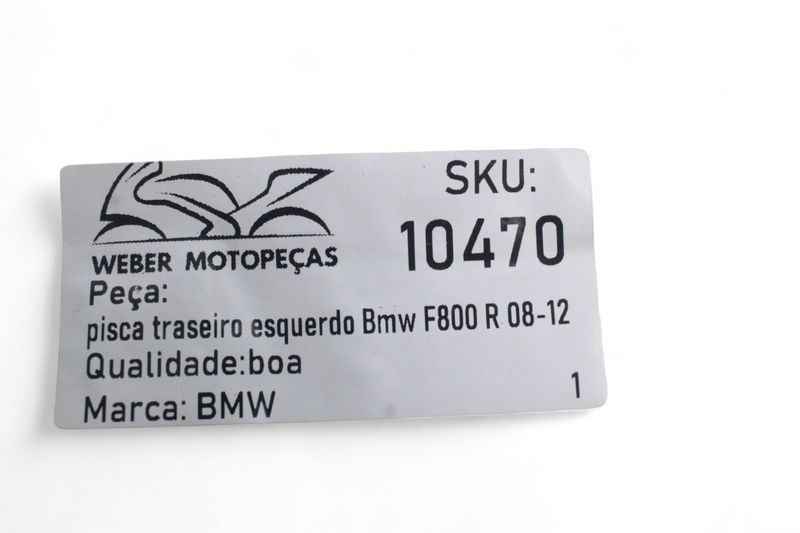 WEBER MOTOPEÇAS
SKU:
10470
Peça:
pisca traseiro esquerdo Bmw F800 R 08-12
Qualidade:boa
Marca: BMW
1